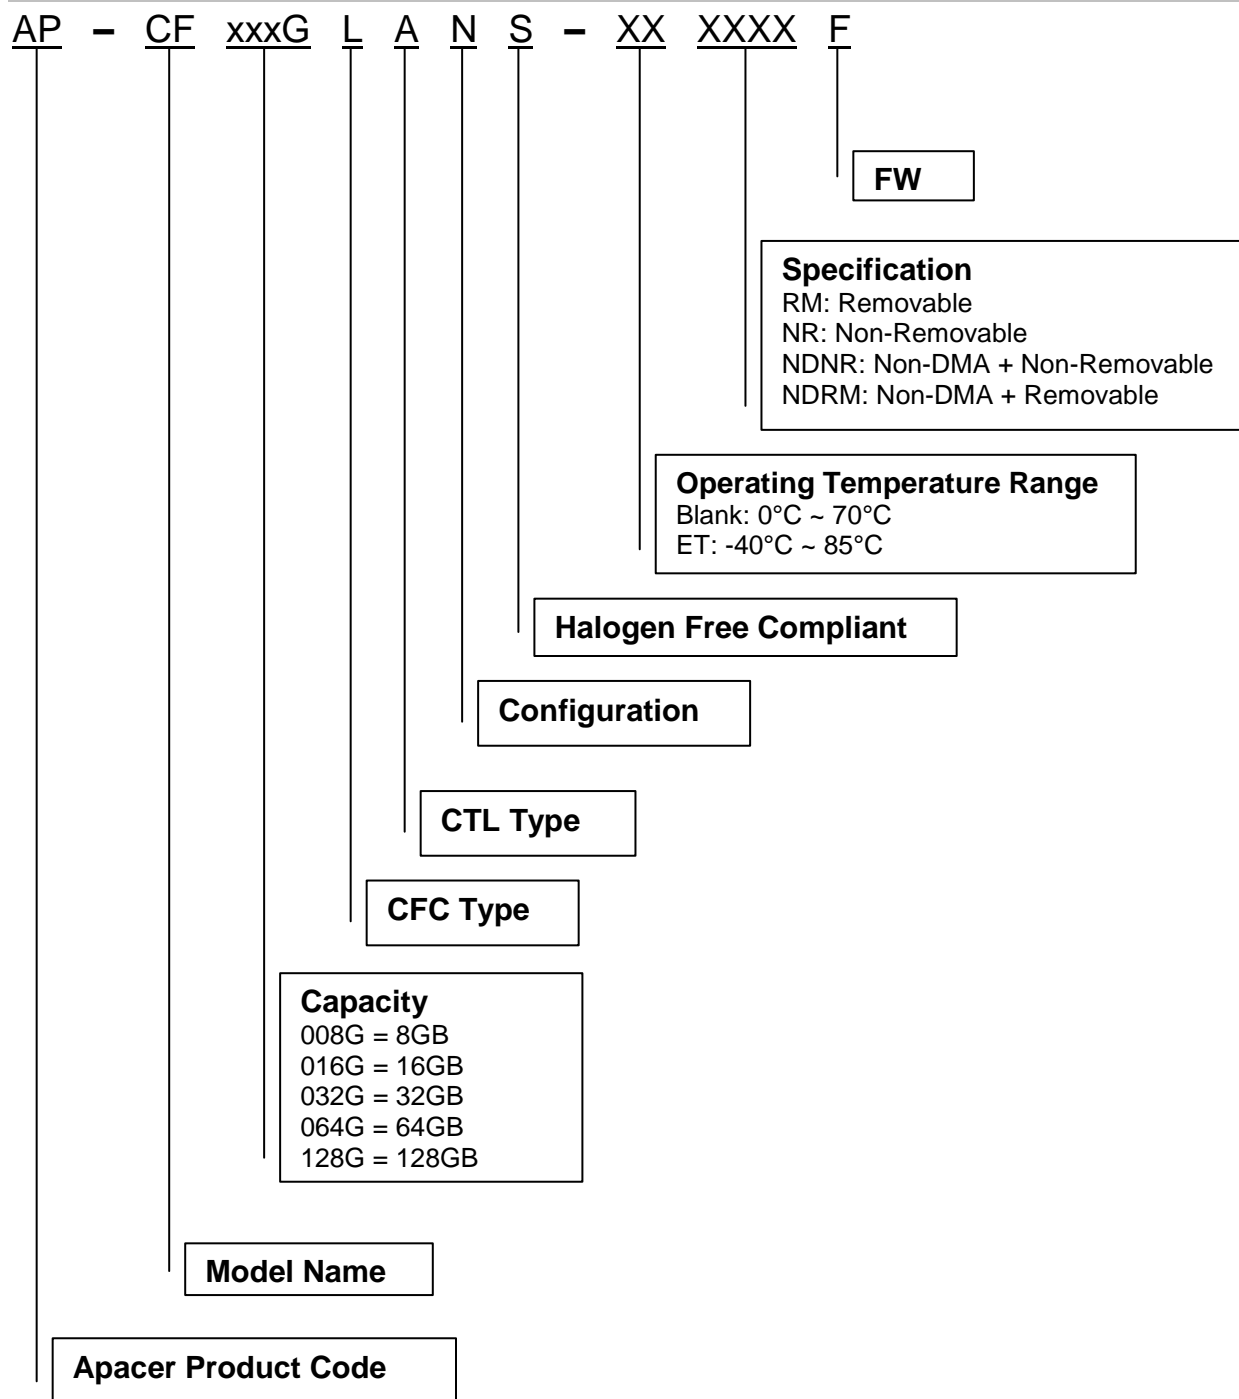 AP – CF xxxG L A N S – XX XXXX F
FW
Specification
RM: Removable
NR: Non-Removable
NDNR: Non-DMA + Non-Removable
NDRM: Non-DMA + Removable
Operating Temperature Range
Blank: 0°C ~ 70°C
ET: -40°C ~ 85°C
Halogen Free Compliant
Configuration
CTL Type
CFC Type
Capacity
008G = 8GB
016G = 16GB
032G = 32GB
064G = 64GB
128G = 128GB
Model Name
Apacer Product Code